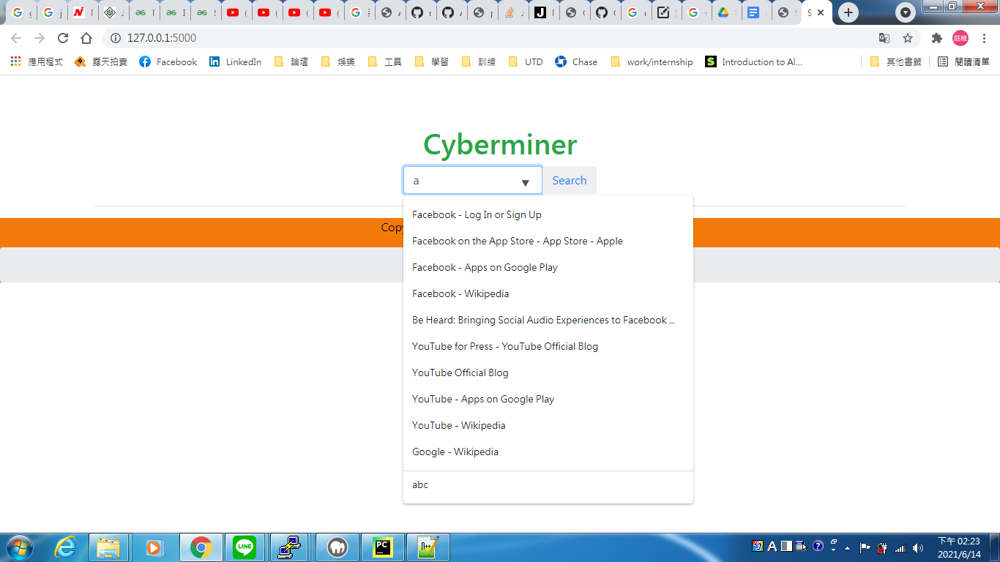 127.0.0.1:5000
應用程式 露天拍賣 Facebook LinkedIn 論壇 娛樂 工具 學習 訓練 UTD Chase work/internship Introduction to Al... 其他書籤 閱讀清單
Cyberminer
a Search
Facebook - Log In or Sign Up
Facebook on the App Store - App Store - Apple
Facebook - Apps on Google Play
Facebook - Wikipedia
Be Heard: Bringing Social Audio Experiences to Facebook ...
YouTube for Press - YouTube Official Blog
YouTube Official Blog
YouTube - Apps on Google Play
YouTube - Wikipedia
Google - Wikipedia
abc
下午 02:23
2021/6/14